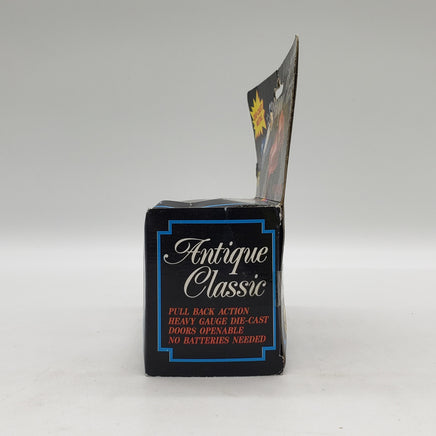 Antique
Classic
PULL BACK ACTION
HEAVY GAUGE DIE-CAST
DOORS OPENABLE
NO BATTERIES NEEDED